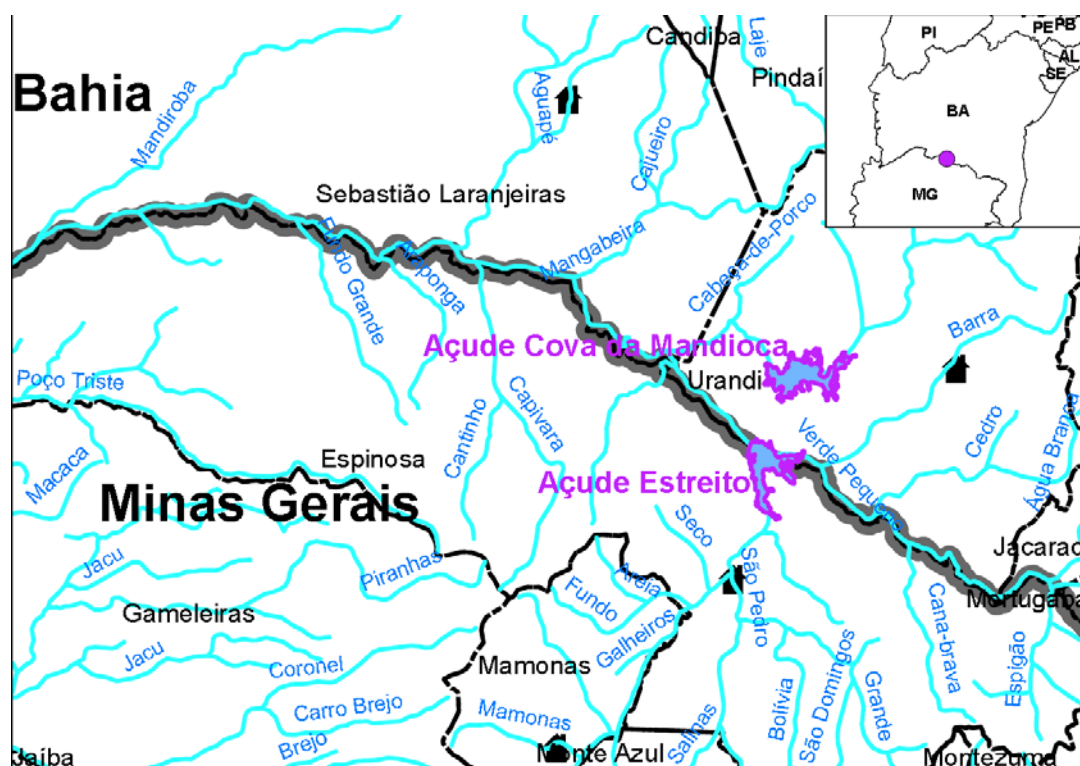 Candiba
Laje
Pindaí
Bahia
Mandiroba
Aguapé
Cajueiro
PI
PE
PB
AL
SE
BA
MG
Sebastião Laranjeiras
Mangabeira
Cabeça-de-Porco
Araponga
Grande
Barra
Açude Cova da Mandioca
Urandi
Poço Triste
Macaca
Cantinho
Capivara
Espinosa
Verde Pequeno
Cedro
Água Branca
Açude Estreito
Minas Gerais
Seco
Jacarac
Mortugaba
Jacu
Piranhas
Areia
Fundo
São Pedro
Gameleiras
Galheiros
Cana-brava
Espigão
Jacu
Coronel
Mamonas
Bolívia
São Domingos
Grande
Carro Brejo
Mamonas
Salinas
Brejo
Jaíba
Monte Azul
Montezuma